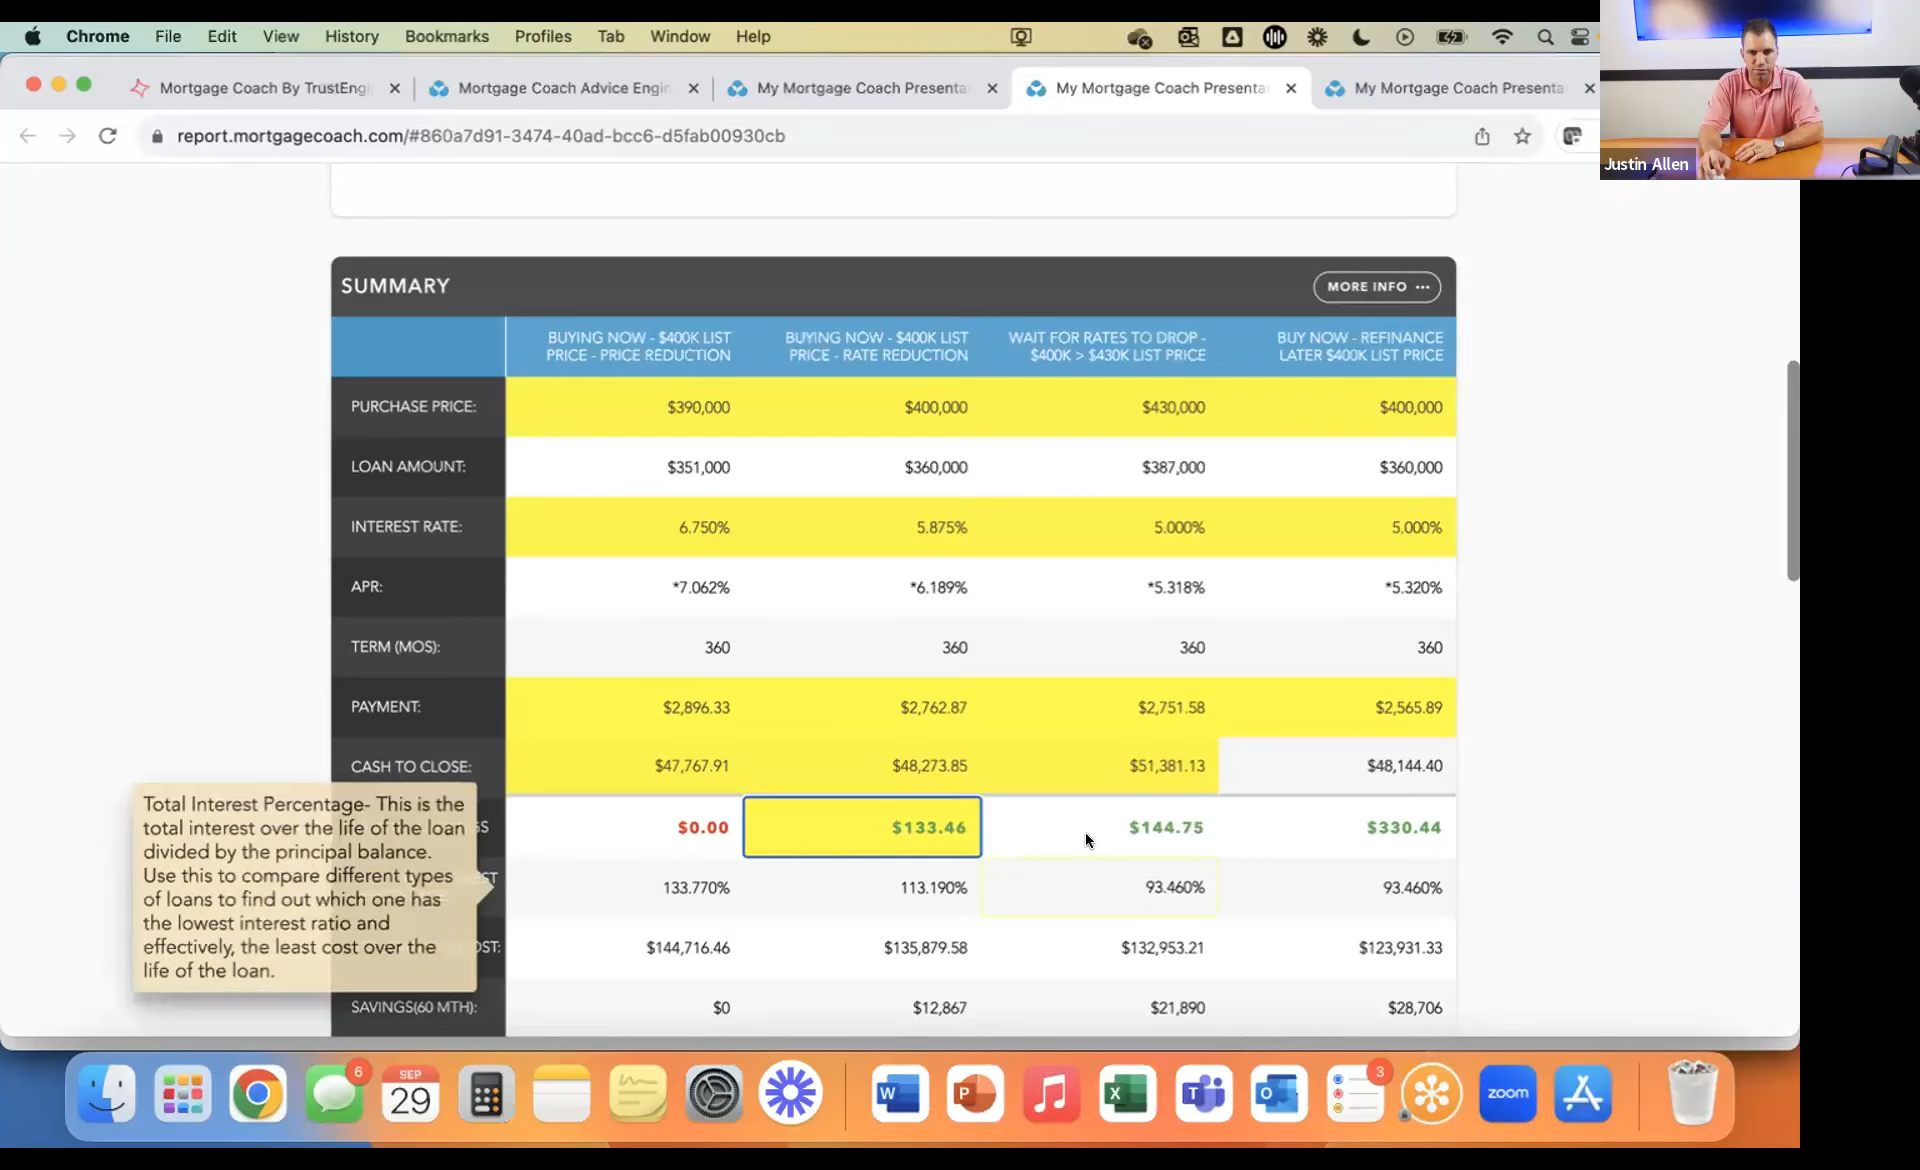 Chrome File Edit View History Bookmarks Profiles Tab Window Help
Mortgage Coach By TrustEngi
Mortgage Coach Advice Engin
My Mortgage Coach Presenta
My Mortgage Coach Presenta
My Mortgage Coach Presenta
report.mortgagecoach.com/#860a7d91-3474-40ad-bcc6-d5fab00930cb
Justin Allen
SUMMARY
MORE INFO ···
BUYING NOW - $400K LIST
PRICE - PRICE REDUCTION
BUYING NOW - $400K LIST
PRICE - RATE REDUCTION
WAIT FOR RATES TO DROP -
$400K > $430K LIST PRICE
BUY NOW - REFINANCE
LATER $400K LIST PRICE
PURCHASE PRICE: $390,000 $400,000 $430,000 $400,000
LOAN AMOUNT: $351,000 $360,000 $387,000 $360,000
INTEREST RATE: 6.750% 5.875% 5.000% 5.000%
APR: *7.062% *6.189% *5.318% *5.320%
TERM (MOS): 360 360 360 360
PAYMENT: $2,896.33 $2,762.87 $2,751.58 $2,565.89
CASH TO CLOSE: $47,767.91 $48,273.85 $51,381.13 $48,144.40
$0.00 $133.46 $144.75 $330.44
133.770% 113.190% 93.460% 93.460%
$144,716.46 $135,879.58 $132,953.21 $123,931.33
SAVINGS(60 MTH): $0 $12,867 $21,890 $28,706
Total Interest Percentage- This is the
total interest over the life of the loan
divided by the principal balance.
Use this to compare different types
of loans to find out which one has
the lowest interest ratio and
effectively, the least cost over the
life of the loan.
6
SEP
29
W
P
X
T
O
3
zoom